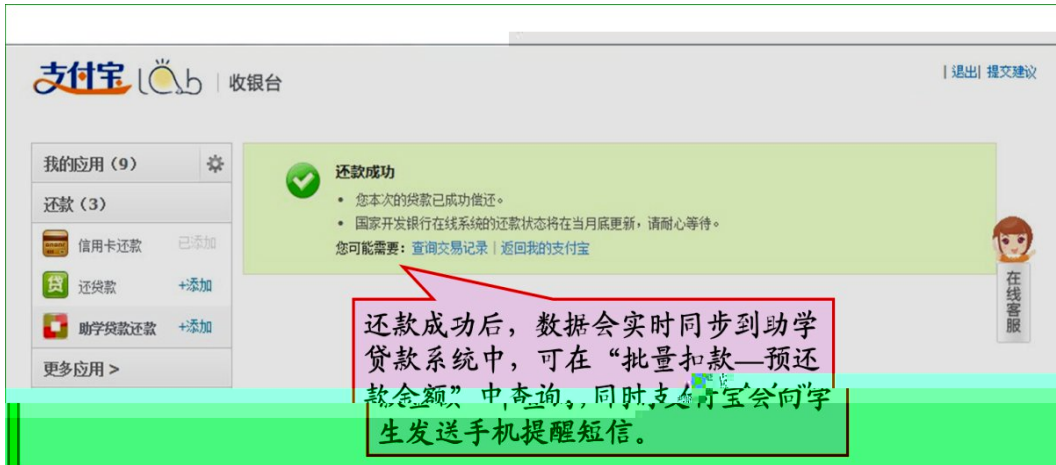 支付宝 lab | 收银台
| 退出| 提交建议
我的应用（9）
还款（3）
信用卡还款 已添加
贷 还贷款 +添加
助学贷款还款 +添加
更多应用 >
还款成功
• 您本次的贷款已成功偿还。
• 国家开发银行在线系统的还款状态将在当月底更新，请耐心等待。
您可能需要：查询交易记录 | 返回我的支付宝
在线客服
还款成功后，数据会实时同步到助学
贷款系统中，可在“批量扣款—预还
款金额”中查询。同时支付宝会向学
生发送手机提醒短信。